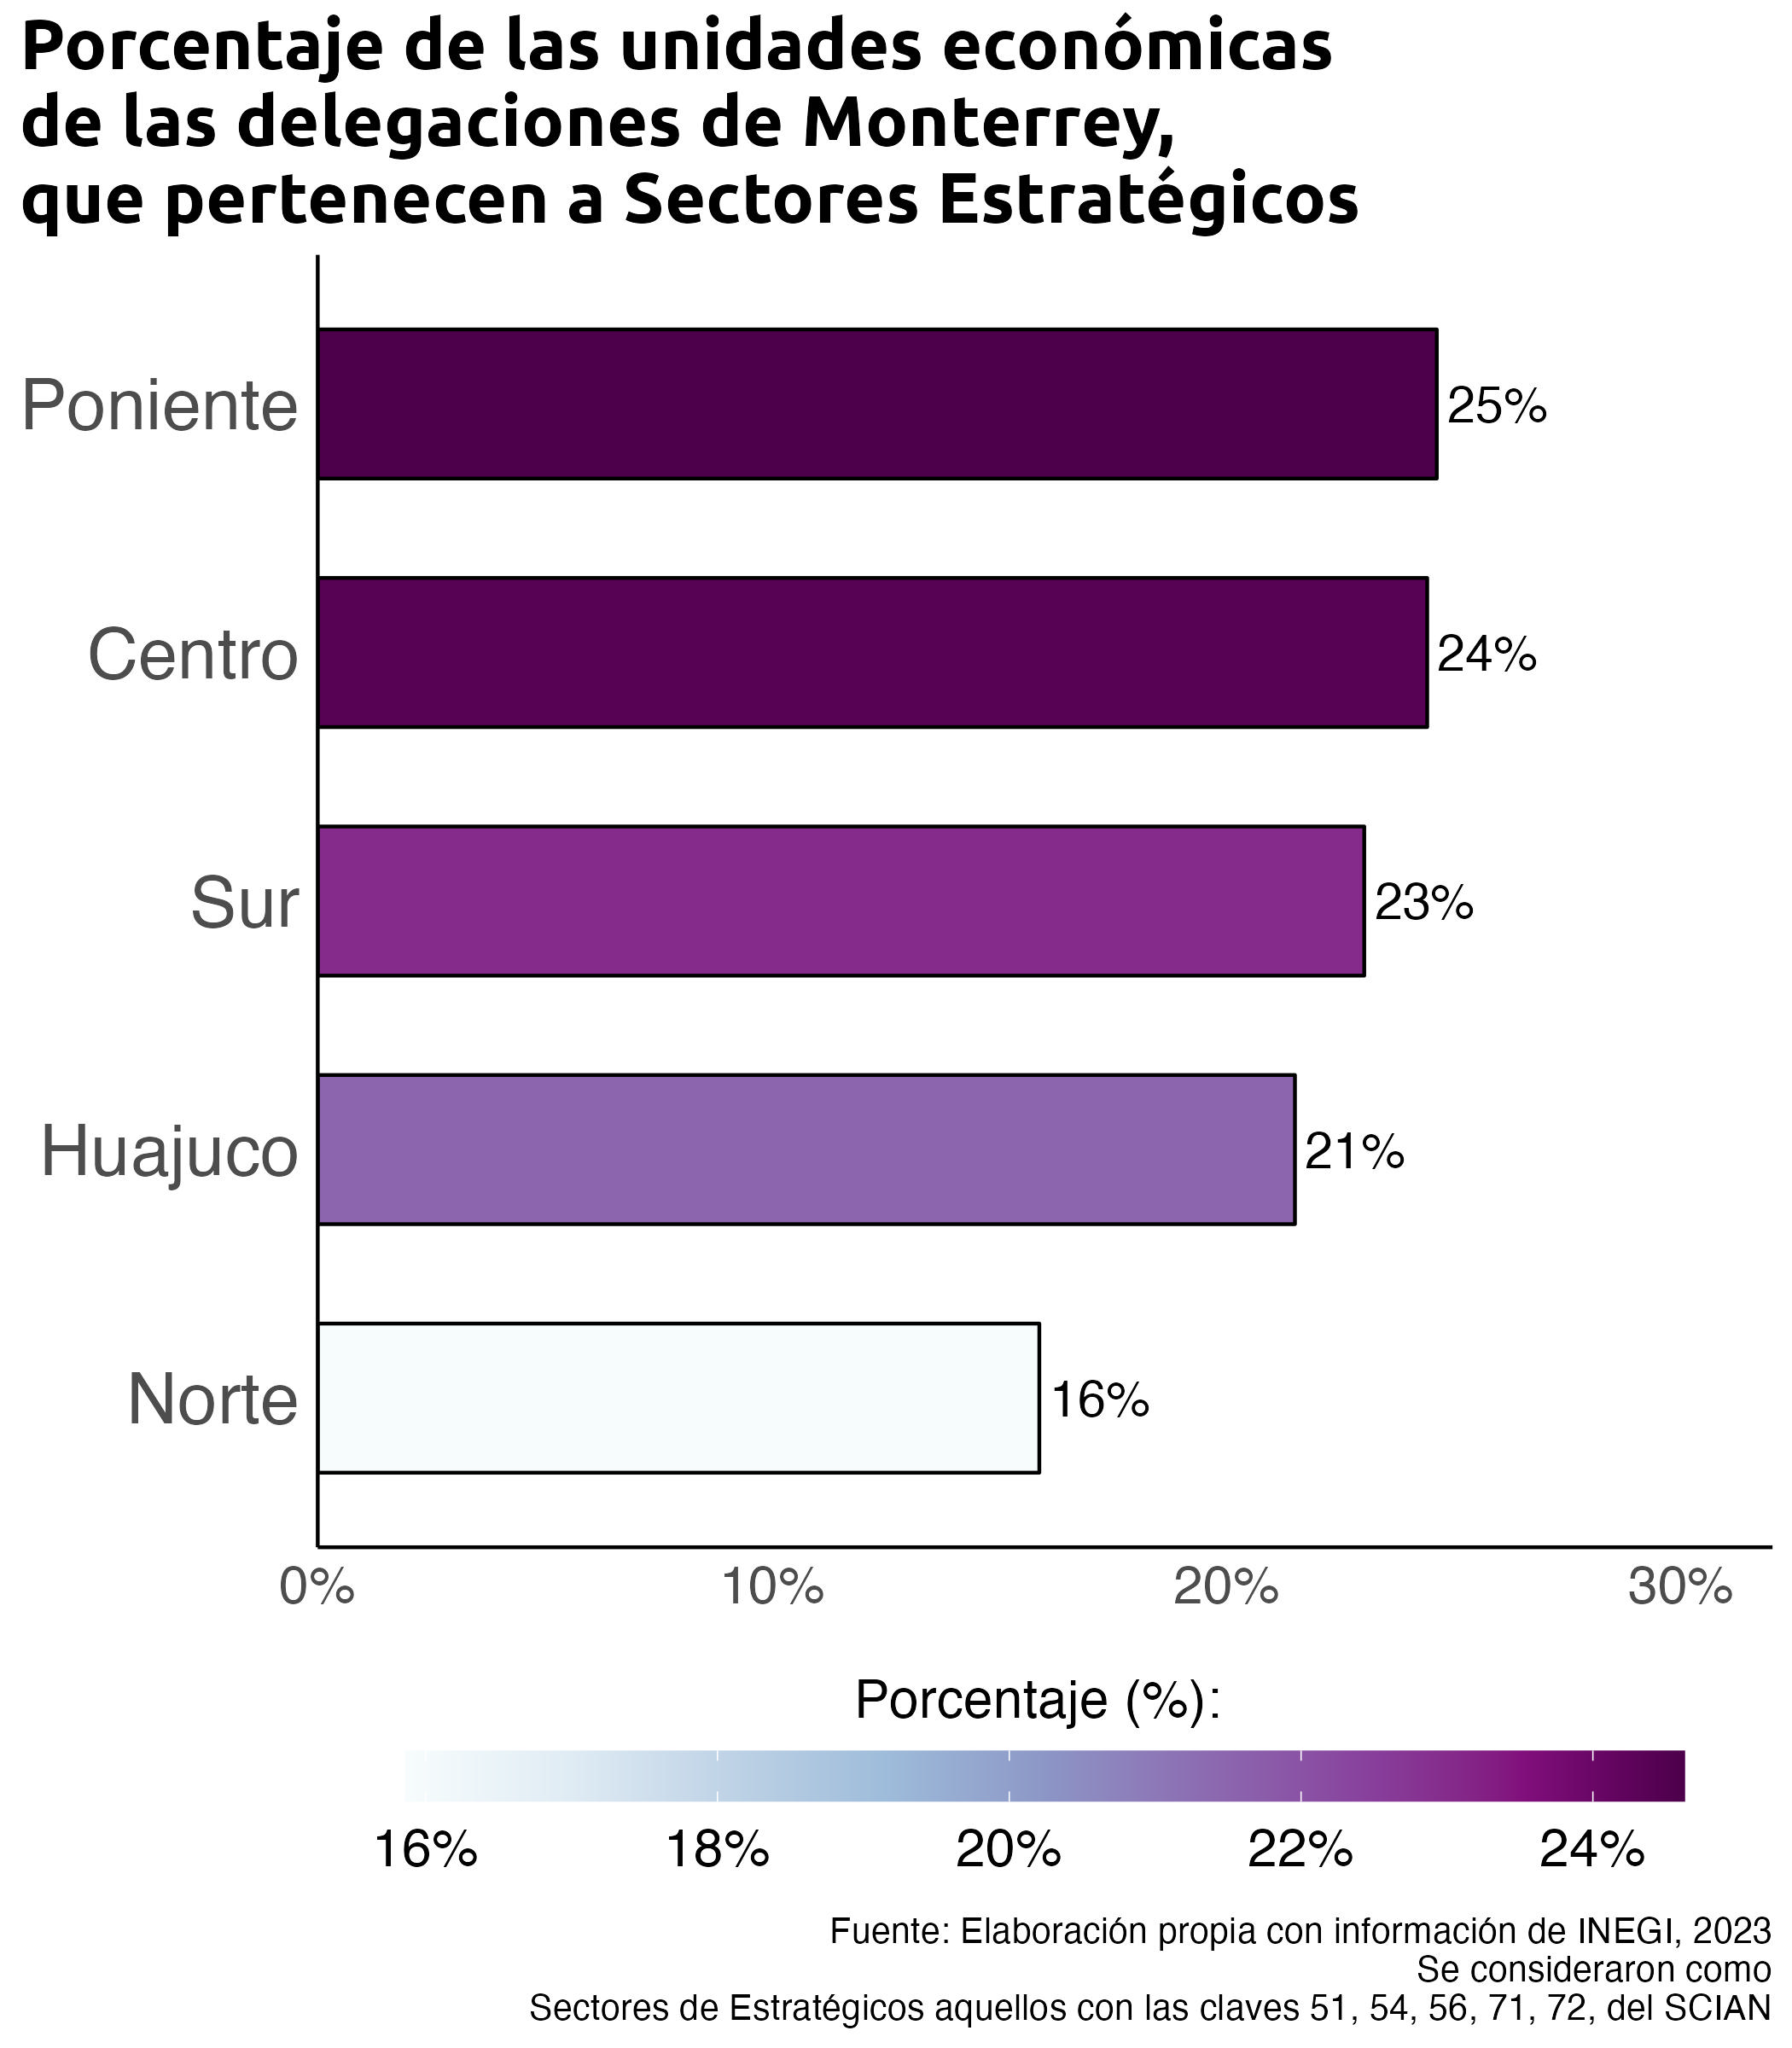 Porcentaje de las unidades económicas
de las delegaciones de Monterrey,
que pertenecen a Sectores Estratégicos
Poniente
25%
Centro
24%
Sur
23%
Huajuco
21%
Norte
16%
0%
10%
20%
30%
Porcentaje (%):
16%
18%
20%
22%
24%
Fuente: Elaboración propia con información de INEGI, 2023
Se consideraron como
Sectores de Estratégicos aquellos con las claves 51, 54, 56, 71, 72, del SCIAN